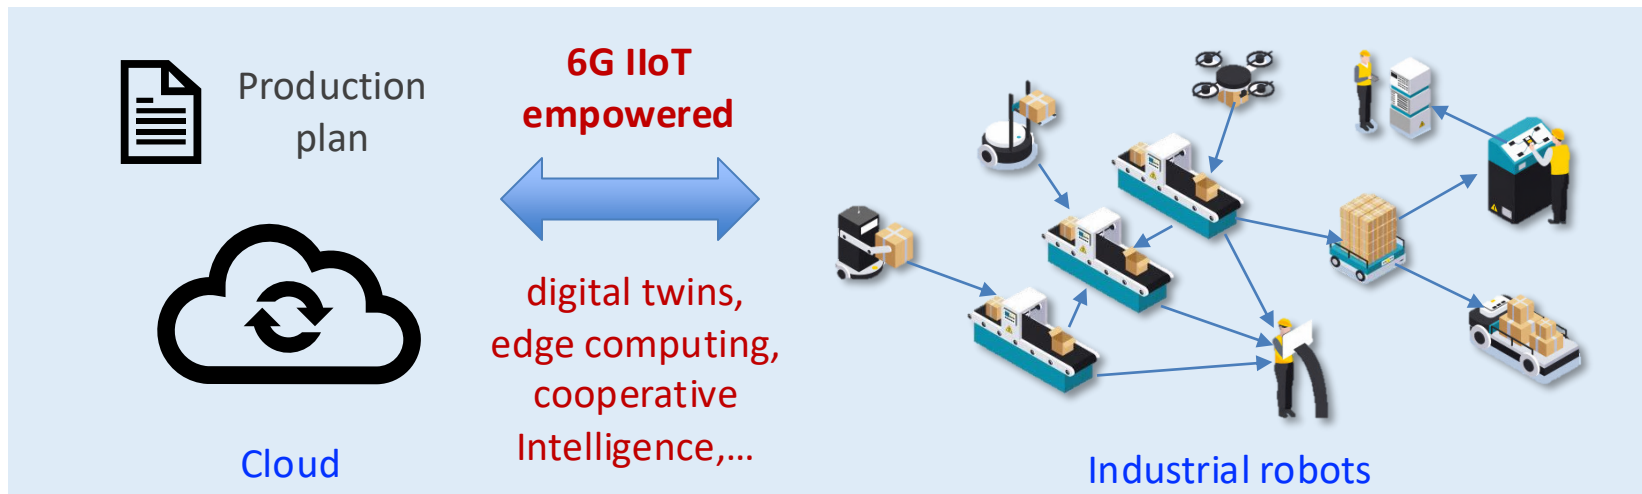 Production
plan
Cloud
6G IIoT
empowered
digital twins,
edge computing,
cooperative
Intelligence,...
Industrial robots